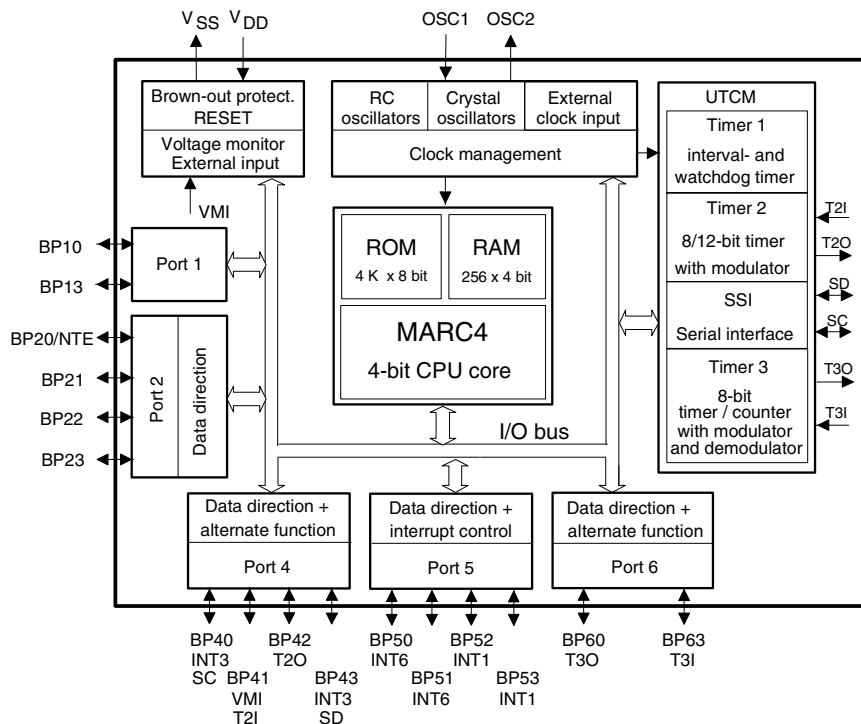 VSS VDD OSC1 OSC2
Brown-out protect.
RESET
Voltage monitor
External input
VMI
RC
oscillators
Crystal
oscillators
External
clock input
Clock management
UTCM
Timer 1
interval- and
watchdog timer
Timer 2
8/12-bit timer
with modulator
SSI
Serial interface
Timer 3
8-bit
timer / counter
with modulator
and demodulator
T2I
T2O
SD
SC
T3O
T3I
ROM
4 K x 8 bit
RAM
256 x 4 bit
MARC4
4-bit CPU core
I/O bus
BP10
BP13
Port 1
BP20/NTE
BP21
BP22
BP23
Port 2
Data direction
Data direction +
alternate function
Port 4
Data direction +
interrupt control
Port 5
Data direction +
alternate function
Port 6
BP40
INT3
SC
BP41
VMI
T2I
BP42
T2O
BP43
INT3
SD
BP50
INT6
BP51
INT6
BP52
INT1
BP53
INT1
BP60
T3O
BP63
T3I